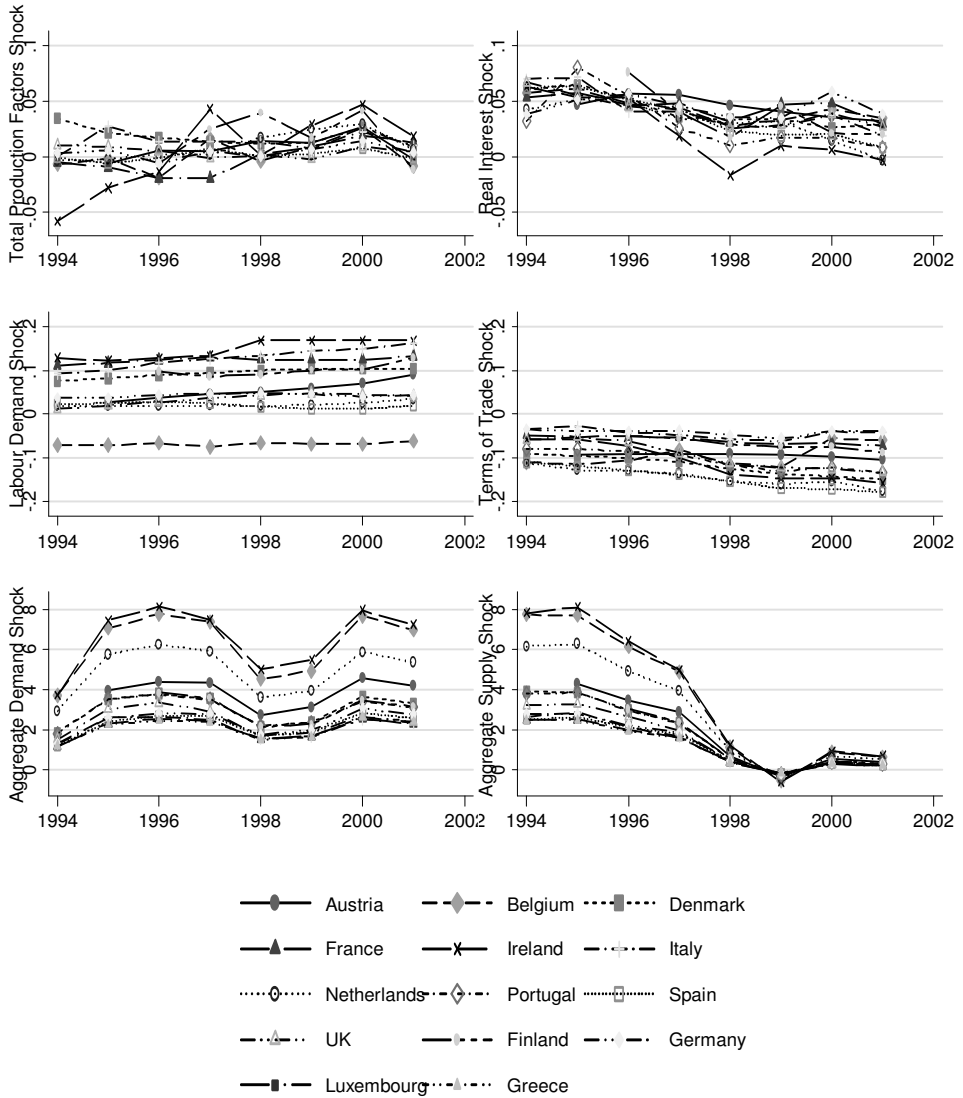 Total Production Factors Shock
-.05 0 .05 .1
1994 1996 1998 2000 2002
Real Interest Shock
-.05 0 .05 .1
1994 1996 1998 2000 2002
Labour Demand Shock
-.2 -.1 0 .1 .2
1994 1996 1998 2000 2002
Terms of Trade Shock
-.2 -.1 0 .1 .2
1994 1996 1998 2000 2002
Aggregate Demand Shock
0 .2 .4 .6 .8
1994 1996 1998 2000 2002
Aggregate Supply Shock
0 .2 .4 .6 .8
1994 1996 1998 2000 2002
Austria Belgium Denmark
France Ireland Italy
Netherlands Portugal Spain
UK Finland Germany
Luxembourg Greece